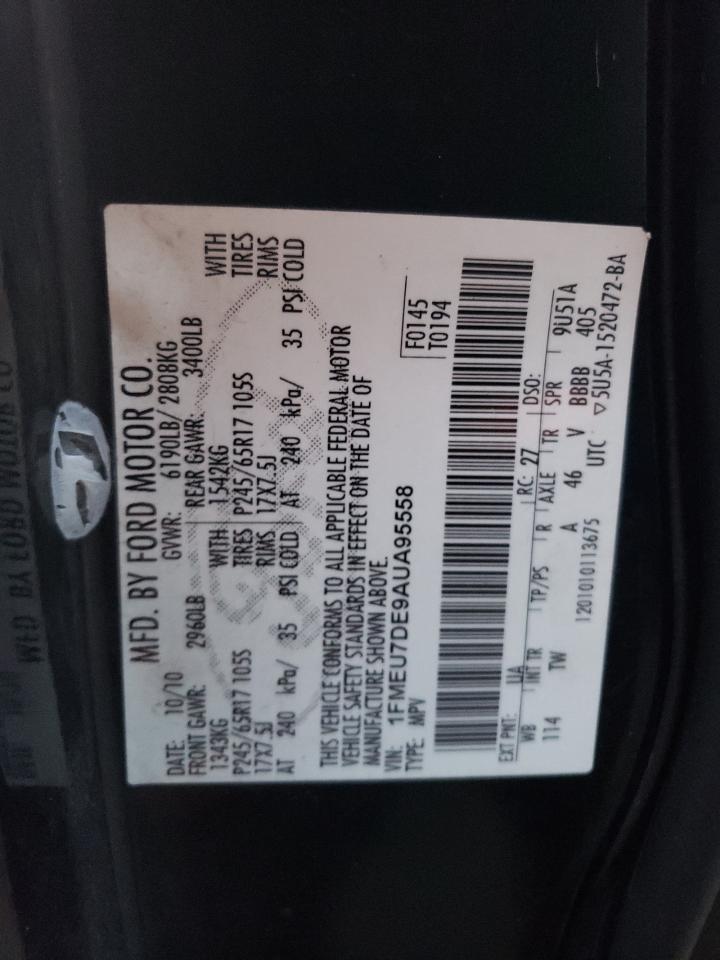 MFD. BY FORD MOTOR CO.
DATE: 10/10 GVWR: 6190LB/ 2808KG
FRONT GAWR: 2960LB REAR GAWR: 3400LB
1343KG WITH 1542KG WITH
P245/65R17 105S TIRES P245/65R17 105S TIRES
17X7.5J RIMS 17X7.5J RIMS
AT 240 kPa/ 35 PSI COLD AT 240 kPa/ 35 PSI COLD
THIS VEHICLE CONFORMS TO ALL APPLICABLE FEDERAL MOTOR
VEHICLE SAFETY STANDARDS IN EFFECT ON THE DATE OF
MANUFACTURE SHOWN ABOVE.
VIN: 1FMEU7DE9AUA95558 F0145
TYPE: MPV T0194
EXT PNT: UA RC: 27 DSO:
WB INT TR TP/PS R AXLE TR SPR 9U51A
114 TW A 46 V BBBB 405
1201010113675 UTC ▽5U5A-1520472-BA